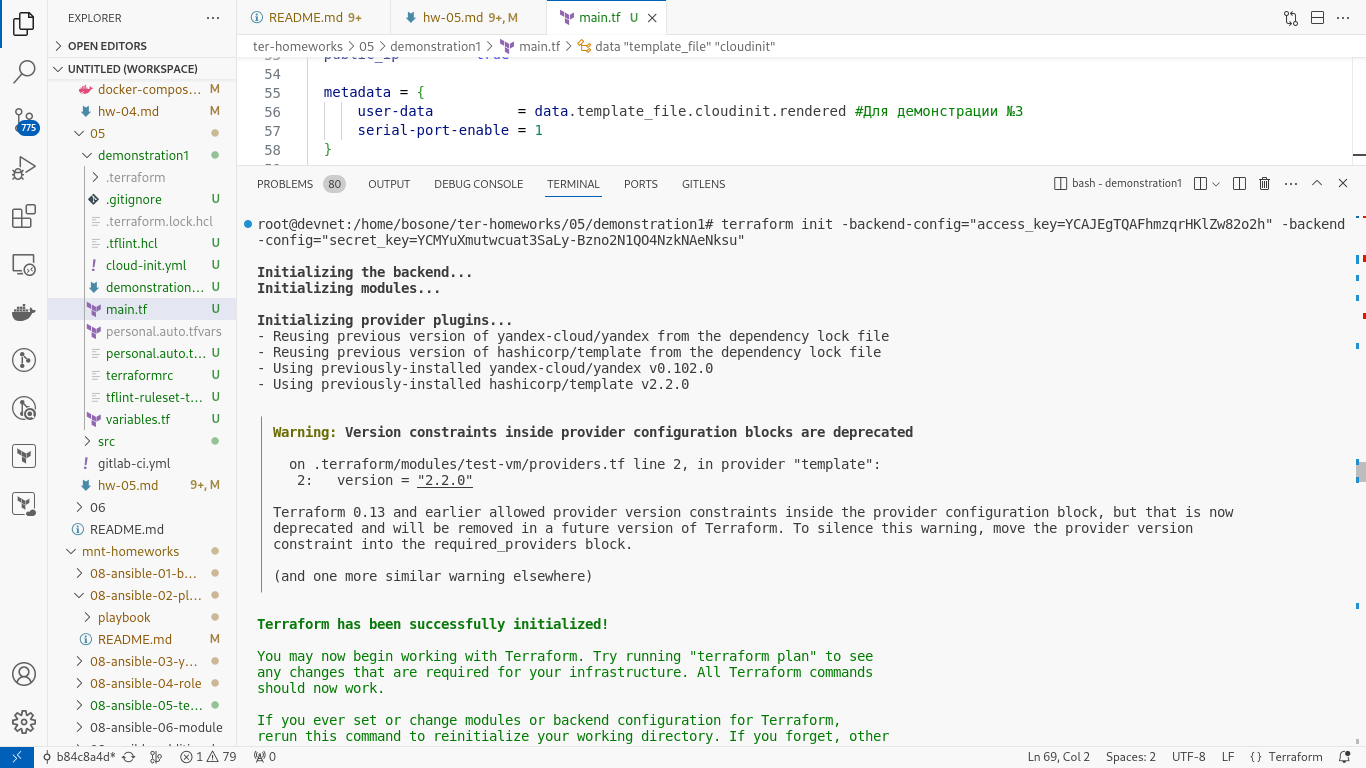 EXPLORER
OPEN EDITORS
UNTITLED (WORKSPACE)
docker-compos... M
hw-04.md M
05
demonstration1
.terraform
.gitignore U
.terraform.lock.hcl
.tflint.hcl U
cloud-init.yml U
demonstration... U
main.tf U
personal.auto.tfvars
personal.auto.t... U
terraformrc U
tflint-ruleset-t... U
variables.tf U
src
gitlab-ci.yml
hw-05.md 9+, M
06
README.md
mnt-homeworks
08-ansible-01-b...
08-ansible-02-pl...
playbook
README.md M
08-ansible-03-y...
08-ansible-04-role
08-ansible-05-te...
08-ansible-06-module
775
README.md 9+
hw-05.md 9+, M
main.tf U
ter-homeworks > 05 > demonstration1 > main.tf > data "template_file" "cloudinit"
54
55 metadata = {
56 user-data = data.template_file.cloudinit.rendered #Для демонстрации №3
57 serial-port-enable = 1
58 }
PROBLEMS 80 OUTPUT DEBUG CONSOLE TERMINAL PORTS GITLENS bash - demonstration1
root@devnet:/home/bosone/ter-homeworks/05/demonstration1# terraform init -backend-config="access_key=YCAJEgTQAFhmzqrHKlZw82o2h" -backend
-config="secret_key=YCMYuXmutwcuat3SaLy-Bzno2N1QO4NzkNAeNksu"
Initializing the backend...
Initializing modules...
Initializing provider plugins...
- Reusing previous version of yandex-cloud/yandex from the dependency lock file
- Reusing previous version of hashicorp/template from the dependency lock file
- Using previously-installed yandex-cloud/yandex v0.102.0
- Using previously-installed hashicorp/template v2.2.0
Warning: Version constraints inside provider configuration blocks are deprecated
on .terraform/modules/test-vm/providers.tf line 2, in provider "template":
2: version = "2.2.0"
Terraform 0.13 and earlier allowed provider version constraints inside the provider configuration block, but that is now
deprecated and will be removed in a future version of Terraform. To silence this warning, move the provider version
constraint into the required_providers block.
(and one more similar warning elsewhere)
Terraform has been successfully initialized!
You may now begin working with Terraform. Try running "terraform plan" to see
any changes that are required for your infrastructure. All Terraform commands
should now work.
If you ever set or change modules or backend configuration for Terraform,
rerun this command to reinitialize your working directory. If you forget, other
b84c8a4d* 1 79 0 Ln 69, Col 2 Spaces: 2 UTF-8 LF { } Terraform